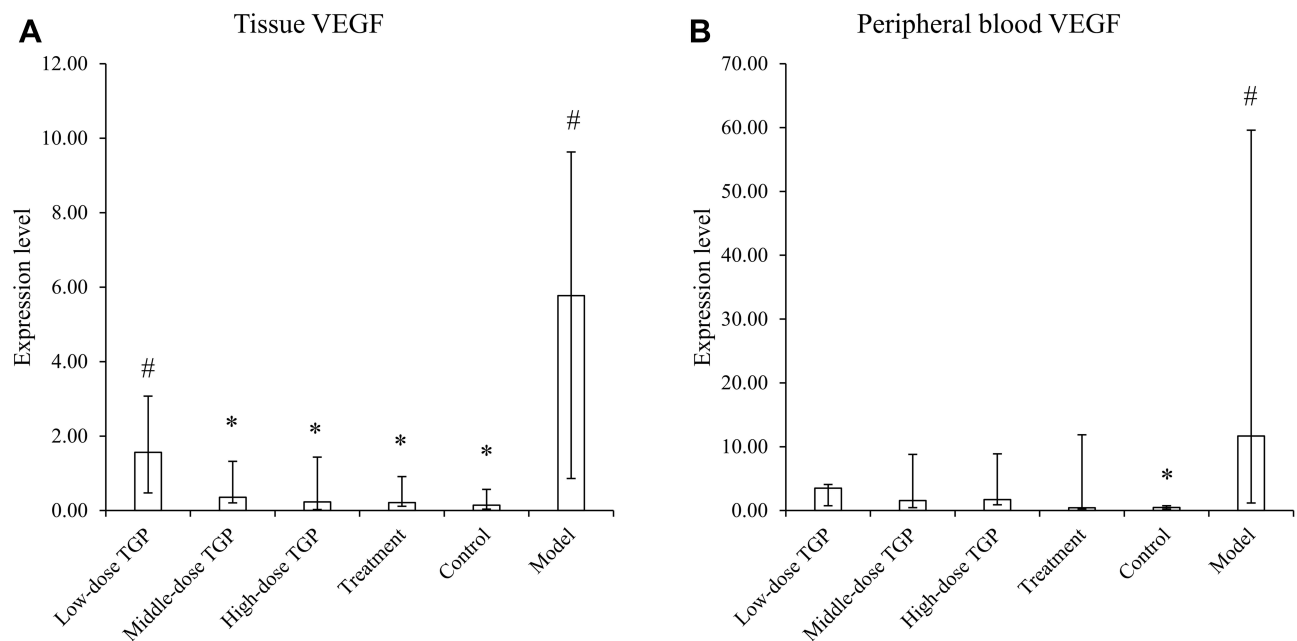 A
Tissue VEGF
12.00
10.00
8.00
6.00
4.00
2.00
0.00
Expression level
#
*
*
*
*
#
Low-dose TGP
Middle-dose TGP
High-dose TGP
Treatment
Control
Model
B
Peripheral blood VEGF
70.00
60.00
50.00
40.00
30.00
20.00
10.00
0.00
Expression level
*
#
Low-dose TGP
Middle-dose TGP
High-dose TGP
Treatment
Control
Model